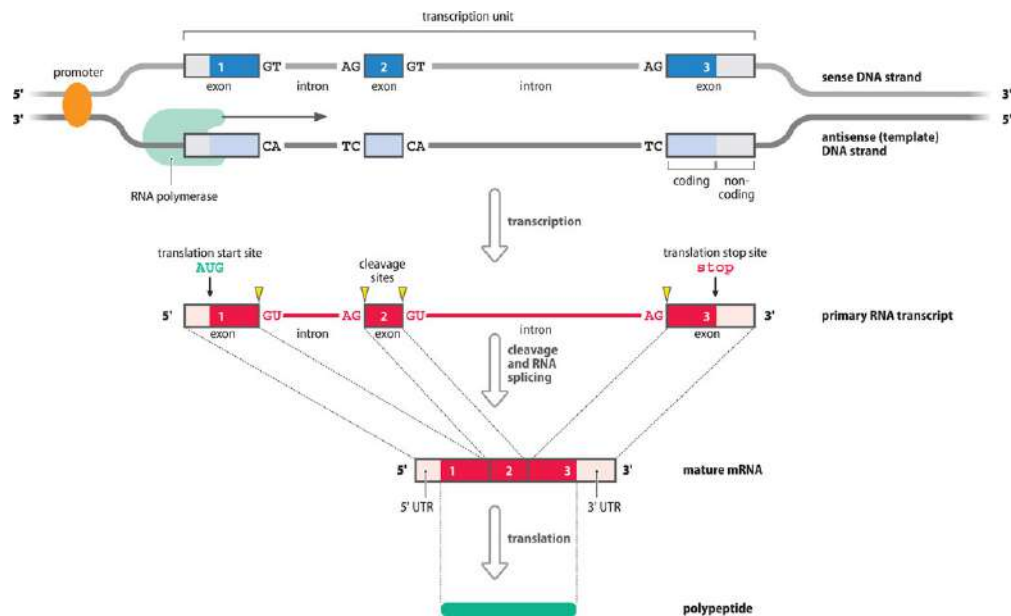 transcription unit
promoter
1 GT AG 2 GT AG 3
exon intron exon intron exon
sense DNA strand
5' 3'
3' 5'
CA TC CA TC
antisense (template)
DNA strand
RNA polymerase
coding non-
coding
transcription
translation start site
AUG
cleavage
sites
translation stop site
stop
5' 1 GU AG 2 GU AG 3 3' primary RNA transcript
exon intron exon intron exon
cleavage
and RNA
splicing
5' 1 2 3 3' mature mRNA
5' UTR 3' UTR
translation
polypeptide